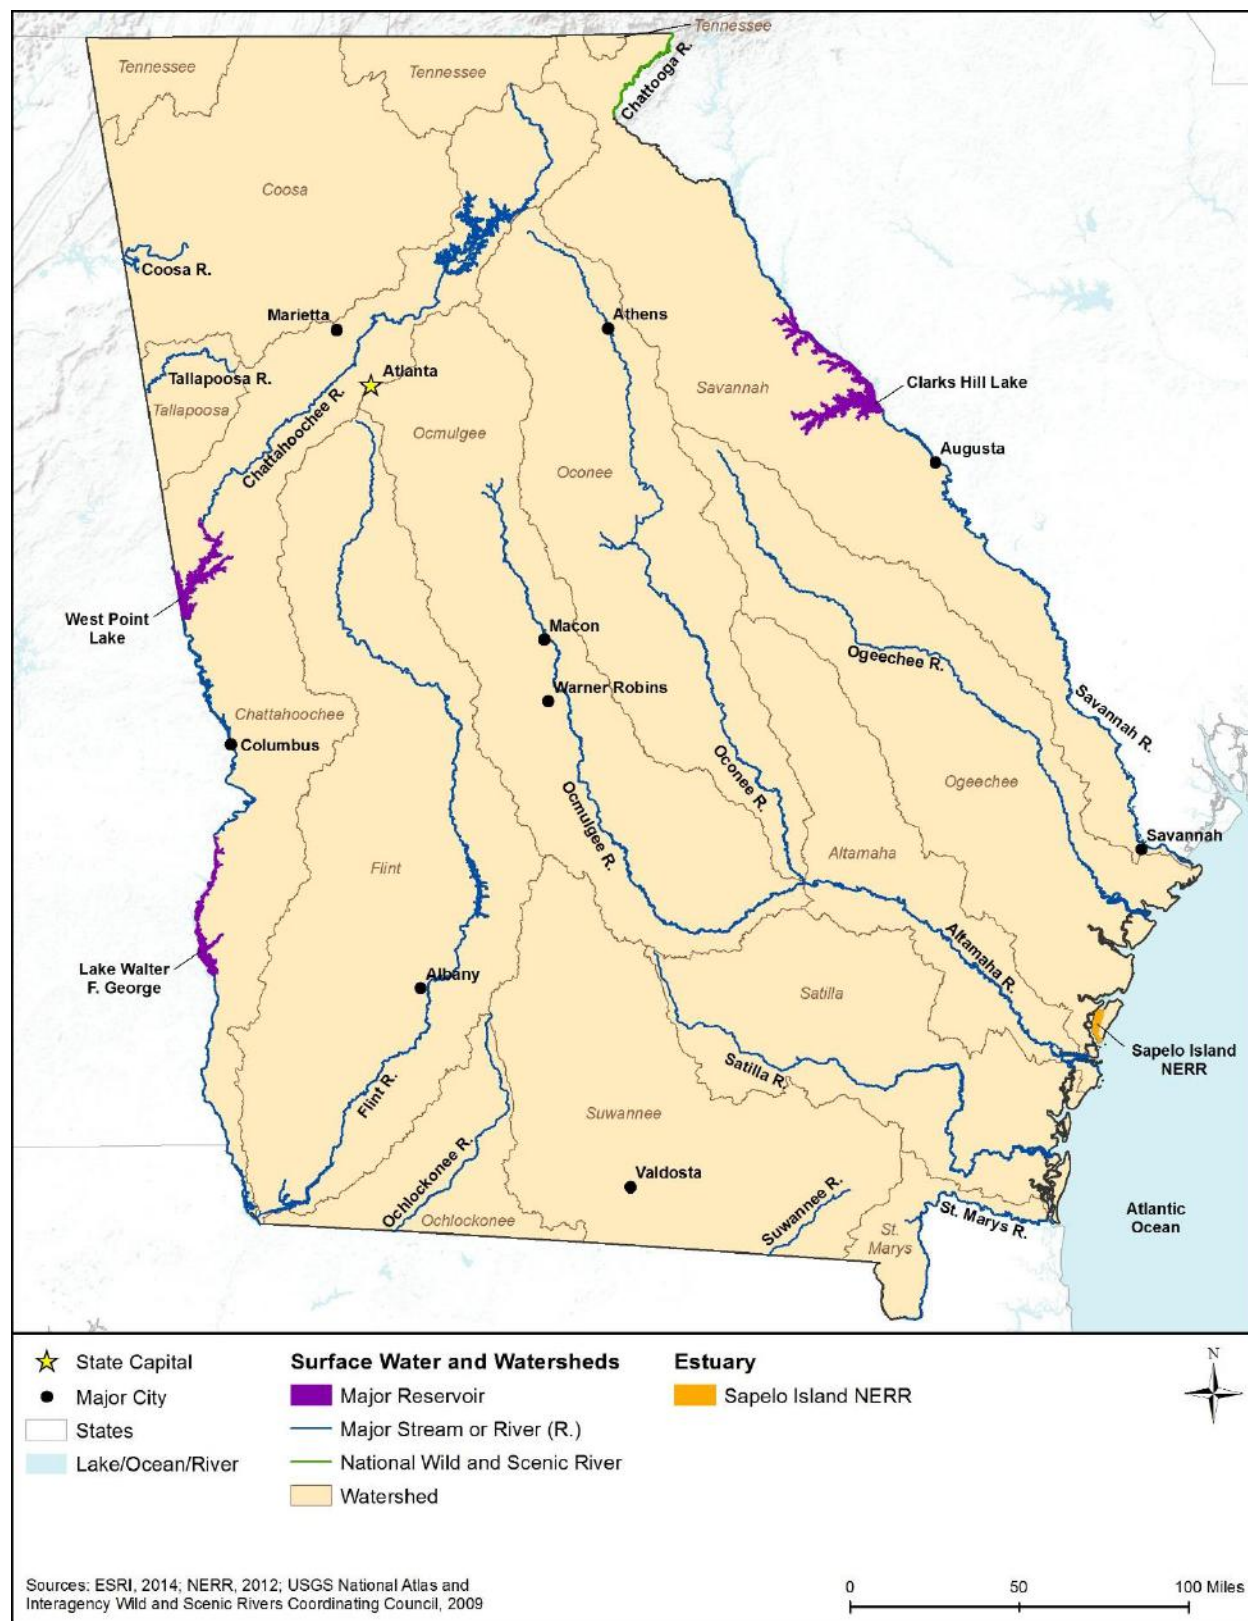 Tennessee
Tennessee
Tennessee
Chattooga R.
Coosa
Coosa R.
Marietta
Athens
Tallapoosa R.
Atlanta
Savannah
Clarks Hill Lake
Tallapoosa
Chattahoochee R.
Ocmulgee
Augusta
Oconee
West Point
Lake
Macon
Ogeechee R.
Warner Robins
Savannah R.
Chattahoochee
Columbus
Oconee R.
Ogeechee
Ocmulgee R.
Savannah
Altamaha
Flint
Altamaha R.
Lake Walter
F. George
Albany
Satilla
Sapelo Island
NERR
Satilla R.
Flint R.
Suwannee
Ochlockonee R.
Valdosta
Suwannee R.
St. Marys R.
Atlantic
Ocean
Ochlockonee
St.
Marys
State Capital
Major City
States
Lake/Ocean/River
Surface Water and Watersheds
Major Reservoir
Major Stream or River (R.)
National Wild and Scenic River
Watershed
Estuary
Sapelo Island NERR
N
Sources: ESRI, 2014; NERR, 2012; USGS National Atlas and
Interagency Wild and Scenic Rivers Coordinating Council, 2009
0 50 100 Miles